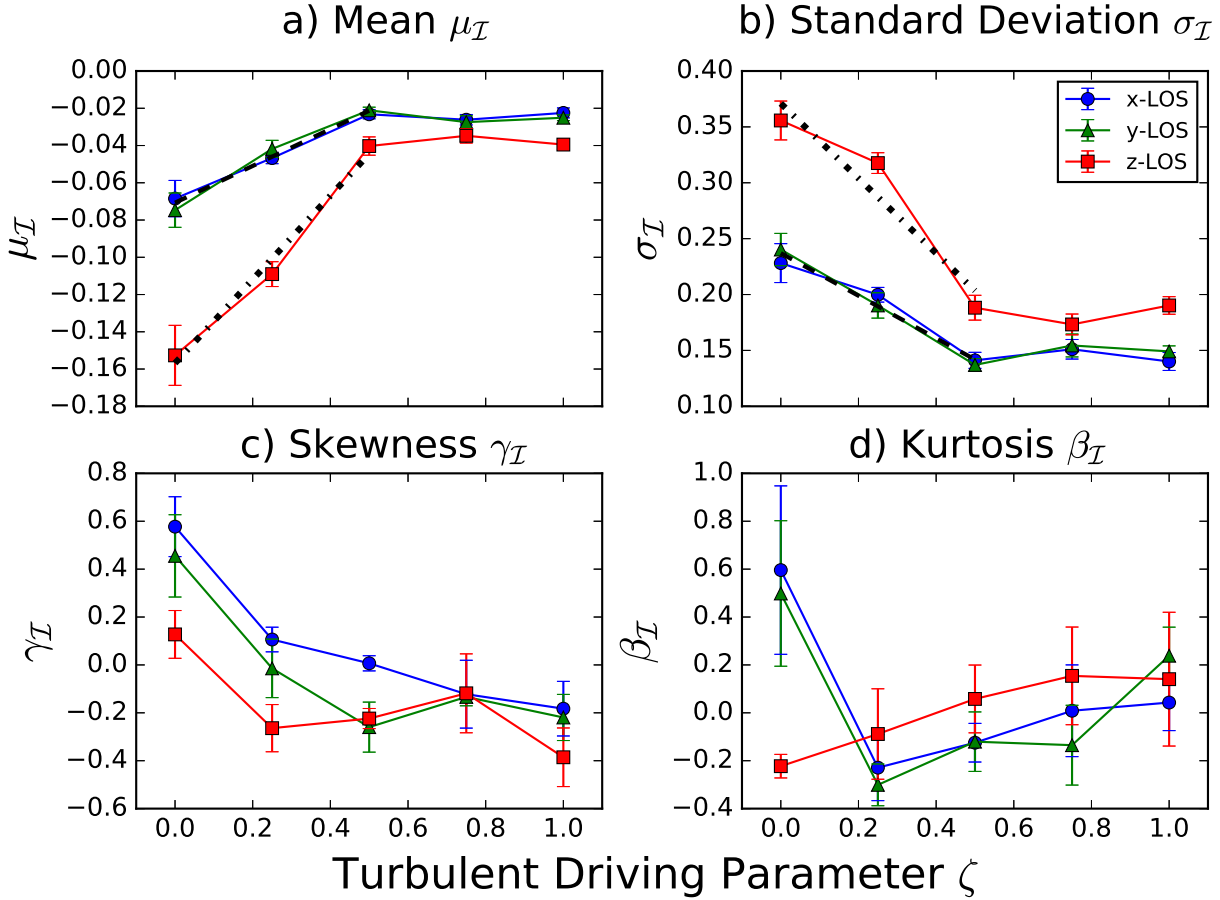 a) Mean μ_ℐ
b) Standard Deviation σ_ℐ
0.00
−0.02
−0.04
−0.06
−0.08
−0.10
−0.12
−0.14
−0.16
−0.18
μ_ℐ
0.40
0.35
0.30
0.25
0.20
0.15
0.10
σ_ℐ
x-LOS
y-LOS
z-LOS
c) Skewness γ_ℐ
d) Kurtosis β_ℐ
0.8
0.6
0.4
0.2
0.0
−0.2
−0.4
−0.6
γ_ℐ
0.0 0.2 0.4 0.6 0.8 1.0
1.0
0.8
0.6
0.4
0.2
0.0
−0.2
−0.4
β_ℐ
0.0 0.2 0.4 0.6 0.8 1.0
Turbulent Driving Parameter ζ